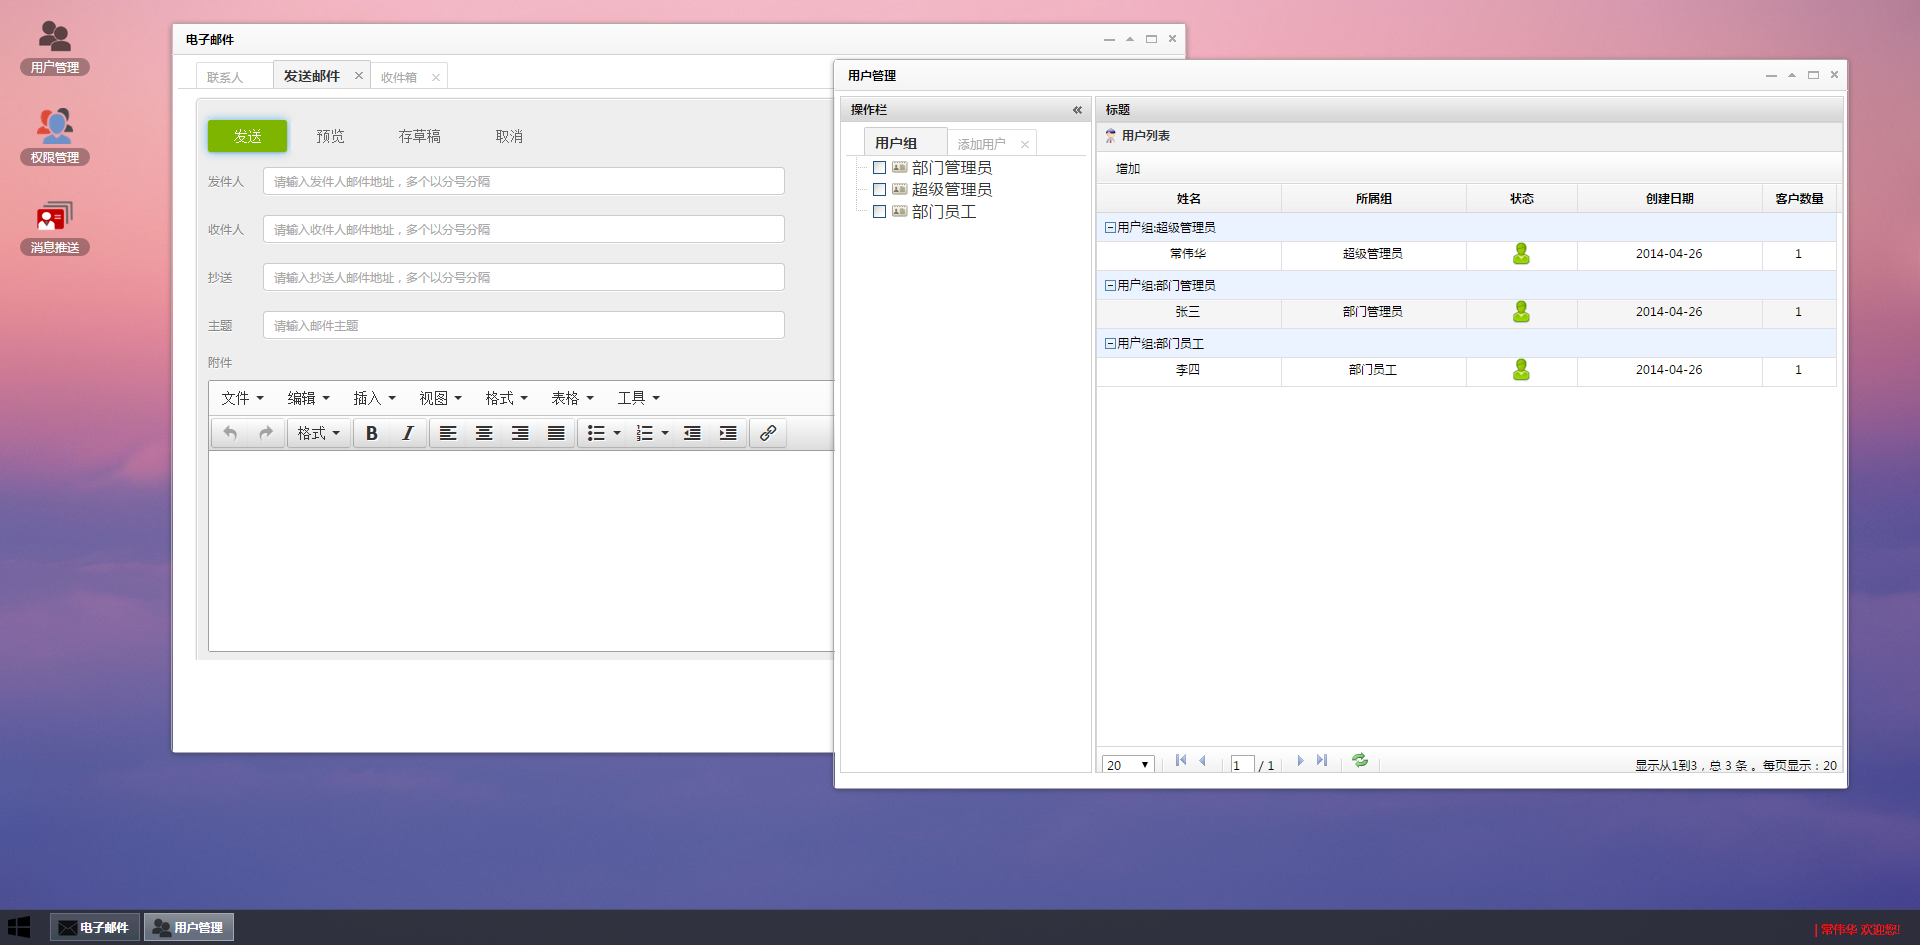 用户管理
权限管理
消息推送
电子邮件
联系人 发送邮件 收件箱
发送 预览 存草稿 取消
发件人 请输入发件人邮件地址，多个以分号分隔
收件人 请输入收件人邮件地址，多个以分号分隔
抄送 请输入抄送人邮件地址，多个以分号分隔
主题 请输入邮件主题
附件
文件 编辑 插入 视图 格式 表格 工具
格式 B I
用户管理
操作栏
用户组 添加用户
部门管理员
超级管理员
部门员工
标题
用户列表
增加
姓名 所属组 状态 创建日期 客户数量
用户组:超级管理员
常伟华 超级管理员 2014-04-26 1
用户组:部门管理员
张三 部门管理员 2014-04-26 1
用户组:部门员工
李四 部门员工 2014-04-26 1
20 1 / 1 显示从1到3，总 3 条 。每页显示：20
电子邮件 用户管理
| 常伟华 欢迎您!